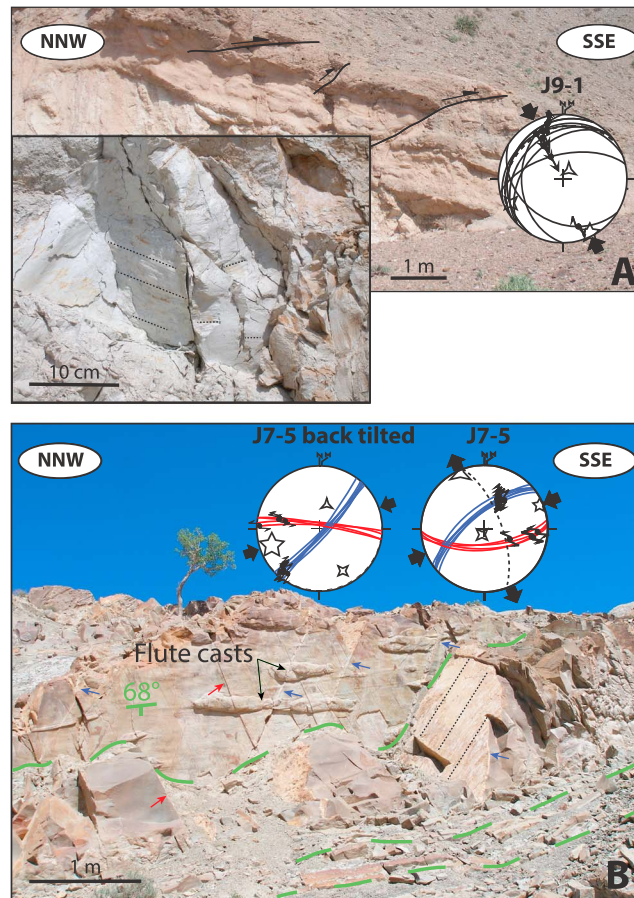 NNW
SSE
J9-1
N
1 m
A
10 cm
J7-5 back tilted
J7-5
NNW
N
N
SSE
Flute casts
68°
1 m
B